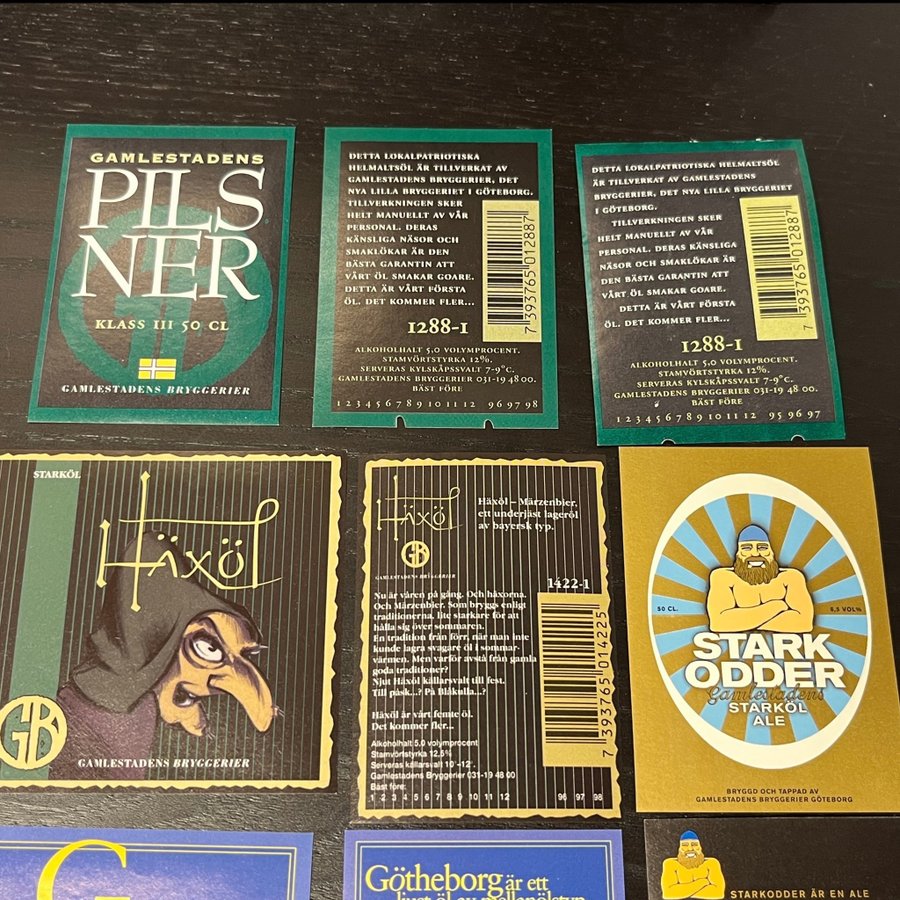 GAMLESTADENS
PILS
NER
KLASS III 50 CL
GAMLESTADENS BRYGGERIER
DETTA LOKALPATRIOTISKA
HELMALTSÖL ÄR TILLVERKAT AV
GAMLESTADENS BRYGGERIER, DET
NYA LILLA BRYGGERIET I GÖTEBORG.
TILLVERKNINGEN SKER
HELT MANUELLT AV VÅR
PERSONAL. DERAS
KÄNSLIGA NÄSOR OCH
SMAKLÖKAR ÄR DEN
BÄSTA GARANTIN ATT
VÅRT ÖL SMAKAR GOARE.
DETTA ÄR VÅRT FÖRSTA
ÖL. DET KOMMER FLER...
7 393765 012887
1288-1
ALKOHOLHALT 5,0 VOLYMPROCENT.
STAMVÖRTSTYRKA 12%.
SERVERAS KYLSKÅPSSVALT 7-9°C.
GAMLESTADENS BRYGGERIER 031-19 48 00.
BÄST FÖRE
1 2 3 4 5 6 7 8 9 10 11 12 96 97 98
DETTA LOKALPATRIOTISKA HELMALTSÖL
ÄR TILLVERKAT AV GAMLESTADENS
BRYGGERIER, DET NYA LILLA BRYGGERIET
I GÖTEBORG.
TILLVERKNINGEN SKER
HELT MANUELLT AV VÅR
PERSONAL. DERAS KÄNSLIGA
NÄSOR OCH SMAKLÖKAR ÄR
DEN BÄSTA GARANTIN ATT
VÅRT ÖL SMAKAR GOARE.
DETTA ÄR VÅRT FÖRSTA
ÖL. DET KOMMER FLER...
7 393765 012887
1288-1
ALKOHOLHALT 5,0 VOLYMPROCENT.
STAMVÖRTSTYRKA 12%.
SERVERAS KYLSKÅPSSVALT 7-9°C.
GAMLESTADENS BRYGGERIER 031-19 48 00.
BÄST FÖRE
1 2 3 4 5 6 7 8 9 10 11 12 95 96 97
STARKÖL
HÄXÖL
GB
GAMLESTADENS BRYGGERIER
HÄXÖL
GB
GAMLESTADENS BRYGGERIER
Häxöl – Märzenbier,
ett underjäst lageröl
av bayersk typ.
1422-1
Nu är våren på gång. Och häxorna.
Och Märzenbier. Som bryggs enligt
traditionerna, lite starkare för att
hålla sig över sommaren.
En tradition från förr, när man inte
kunde lagra svagare öl i sommar-
värmen. Men varför avstå från gamla
goda traditioner?
Njut Häxöl källarsvalt till fest.
Till påsk...? På Blåkulla...?
Häxöl är vårt femte öl.
Det kommer fler...
7 393765 014225
Alkoholhalt 5.0 volymprocent
Stamvörtstyrka 12,5%
Serveras källarsvalt 10°-12°.
Gamlestadens Bryggerier 031-19 48 00
Bäst före:
1 2 3 4 5 6 7 8 9 10 11 12 96 97 98
50 CL.
5,5 VOL%
STARK
ODDER
Gamlestadens
STARKÖL
ALE
BRYGGD OCH TAPPAD AV
GAMLESTADENS BRYGGERIER GÖTEBORG
G
Götheborg är ett
ljust öl av mellanölstyp
STARKODDER ÄR EN ALE